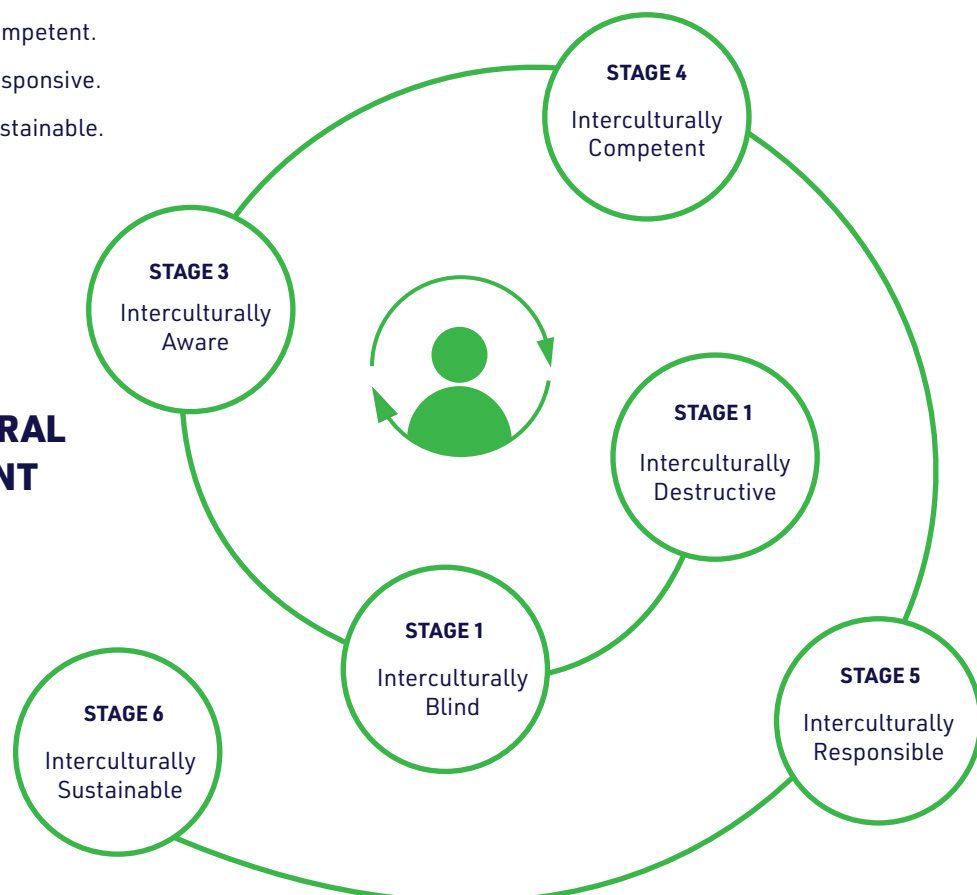 mpetent.
sponsive.
stainable.
STAGE 4
Interculturally
Competent
STAGE 3
Interculturally
Aware
RAL
NT
STAGE 1
Interculturally
Destructive
STAGE 1
Interculturally
Blind
STAGE 5
Interculturally
Responsible
STAGE 6
Interculturally
Sustainable